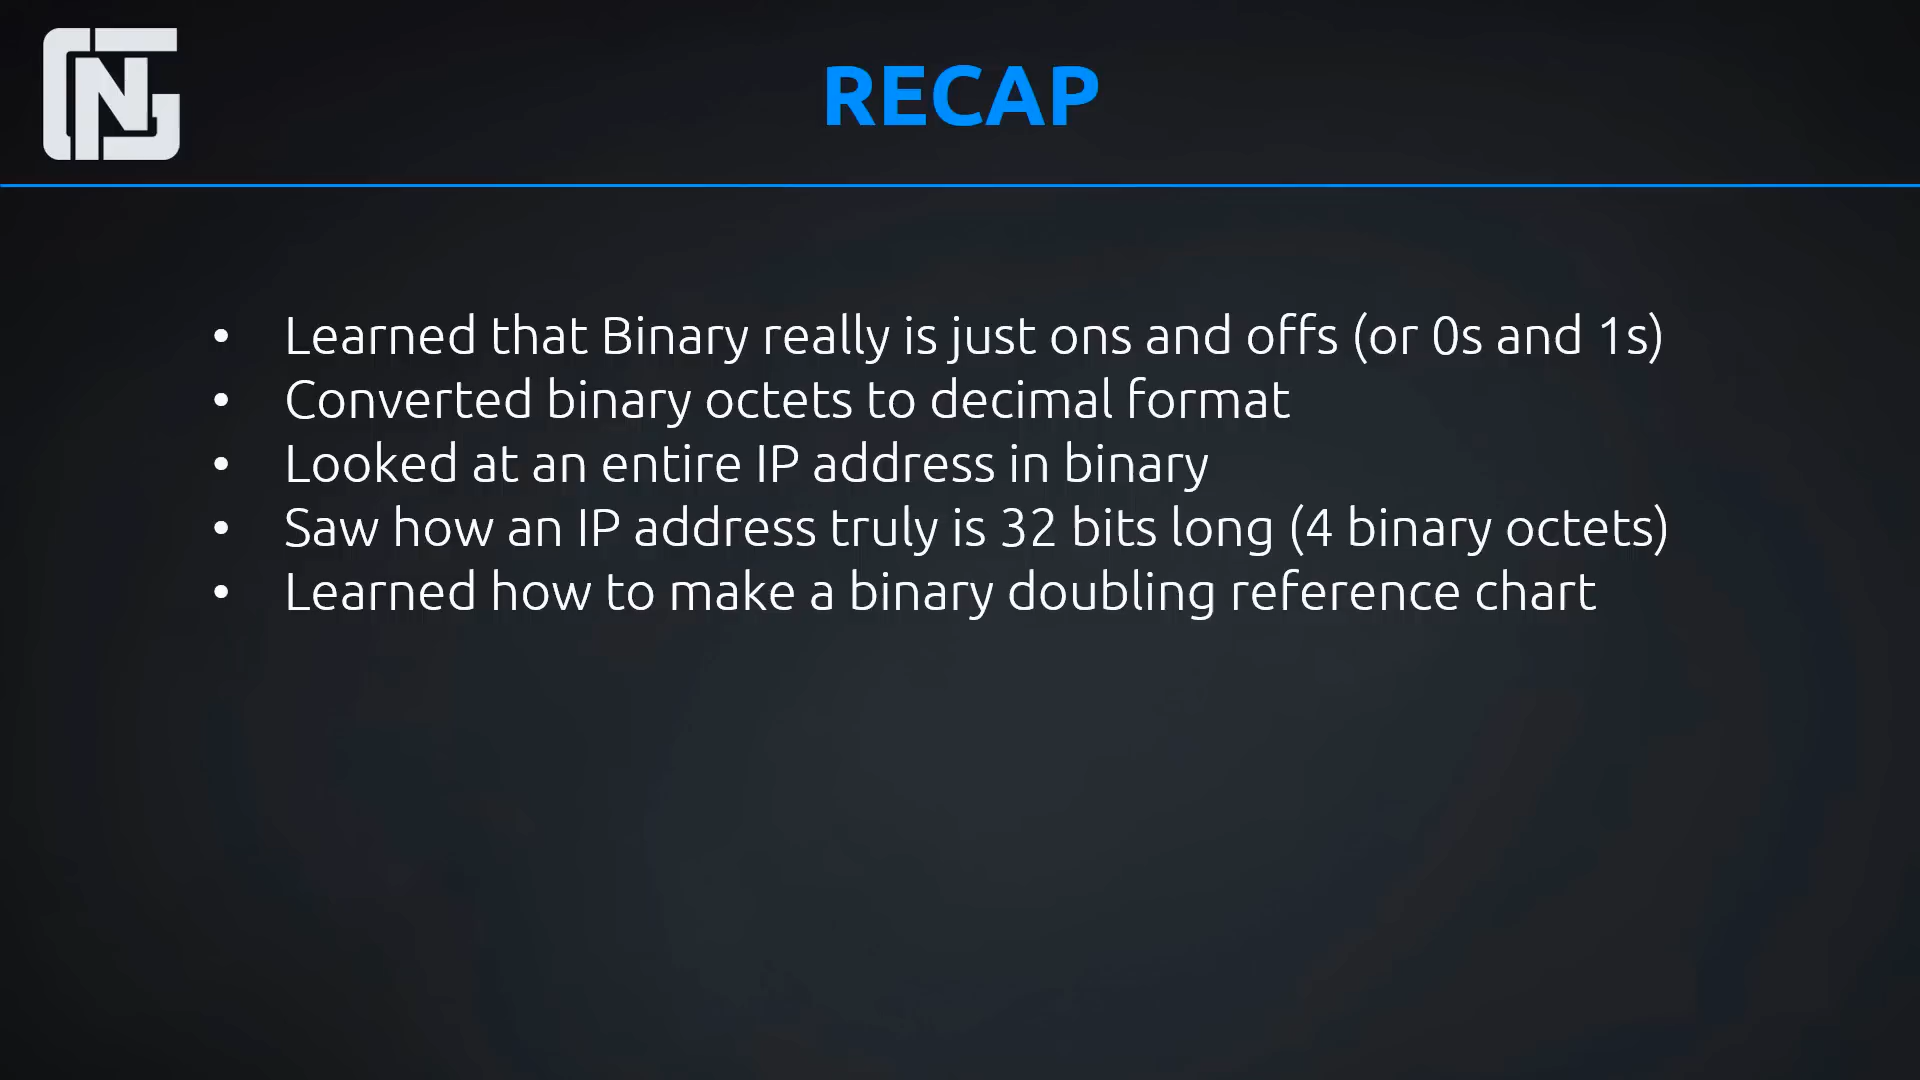 RECAP
• Learned that Binary really is just ons and offs (or 0s and 1s)
• Converted binary octets to decimal format
• Looked at an entire IP address in binary
• Saw how an IP address truly is 32 bits long (4 binary octets)
• Learned how to make a binary doubling reference chart